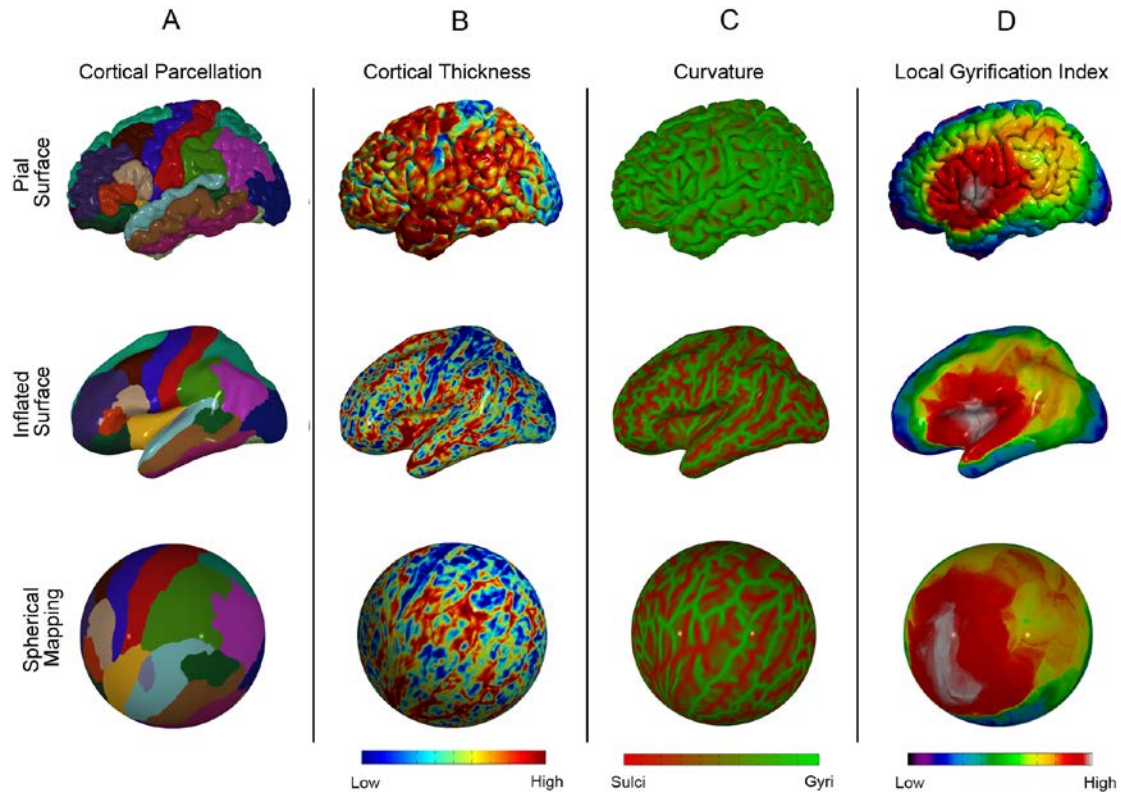 A
B
C
D
Cortical Parcellation
Cortical Thickness
Curvature
Local Gyrification Index
Pial
Surface
Inflated
Surface
Spherical
Mapping
Low
High
Sulci
Gyri
Low
High